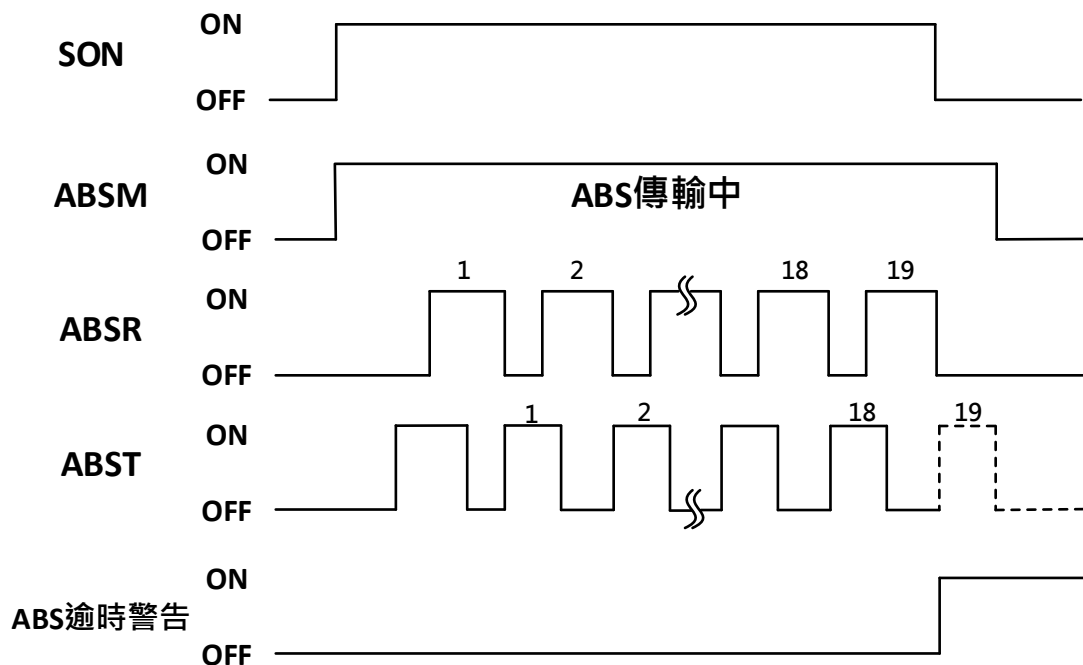 ON
SON
OFF
ON
ABSM
ABS傳輸中
OFF
1 2 18 19
ON
ABSR
OFF
1 2 18 19
ON
ABST
OFF
ON
ABS逾時警告
OFF